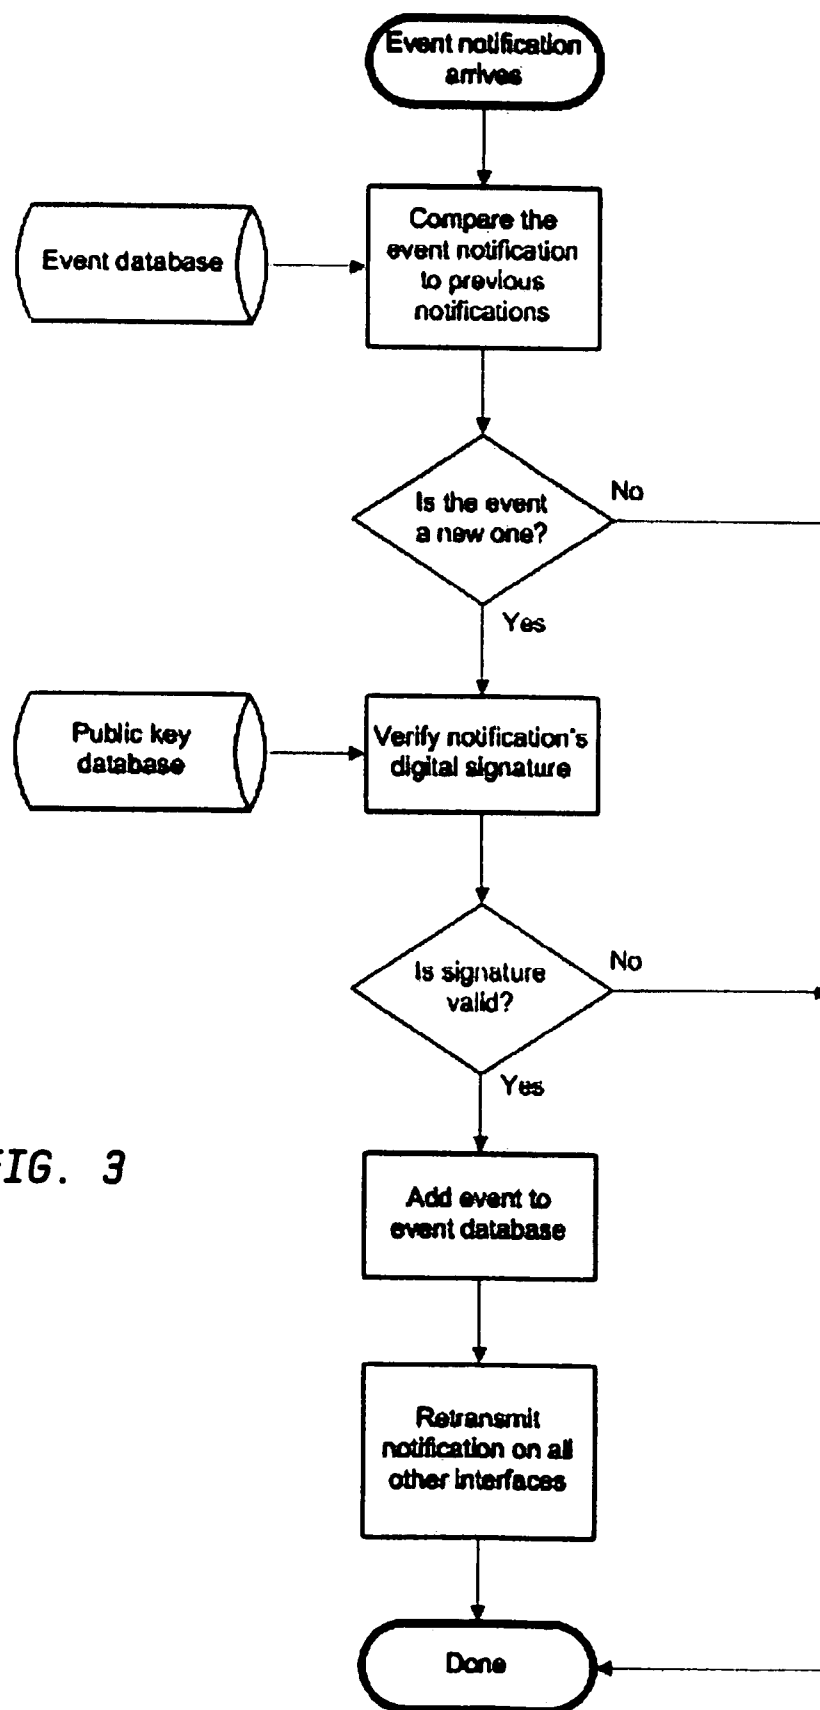 Event notification
arrives
Compare the
event notification
to previous
notifications
Event database
Is the event
a new one?
No
Yes
Public key
database
Verify notification's
digital signature
Is signature
valid?
No
Yes
FIG. 3
Add event to
event database
Retransmit
notification on all
other interfaces
Done